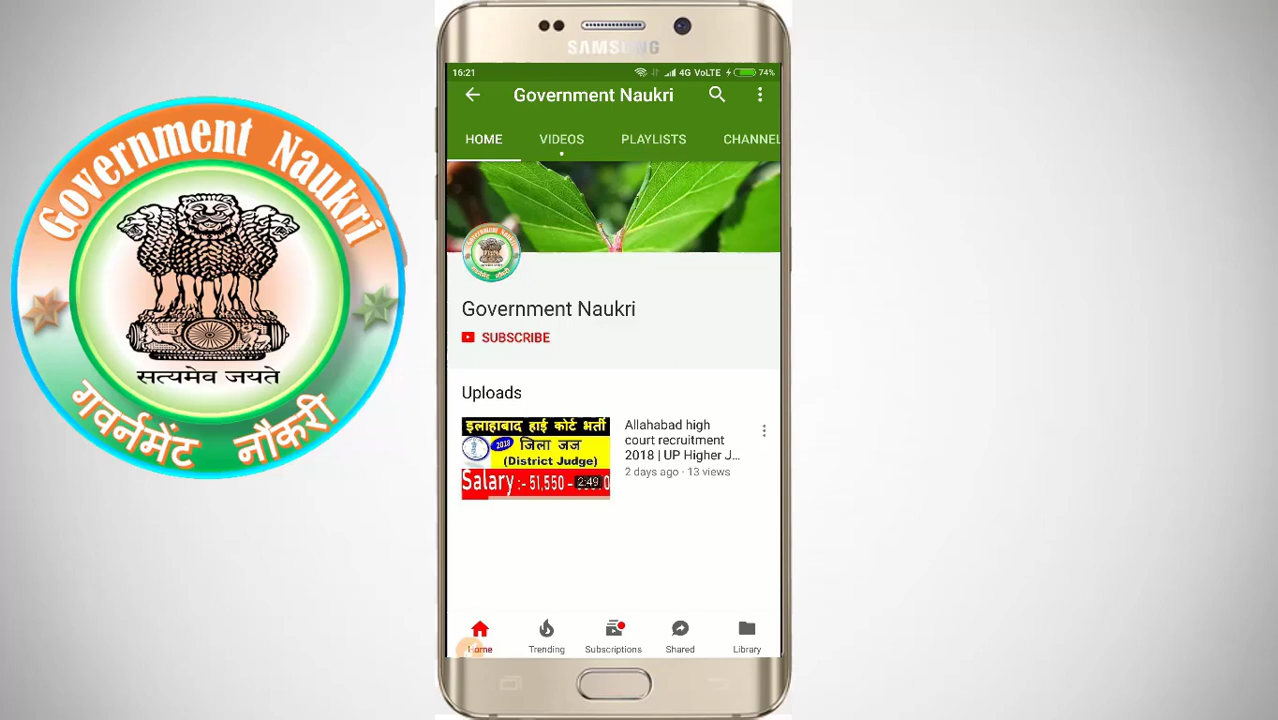 Government Naukri
सत्यमेव जयते
गवर्नमेंट नौकरी
SAMSUNG
16:21
4G VoLTE 74%
Government Naukri
HOME VIDEOS PLAYLISTS CHANNEL
Government Naukri
SUBSCRIBE
Uploads
इलाहाबाद हाई कोर्ट भर्ती
2018 जिला जज
(District Judge)
Salary :- 51,550 -
2:49
Allahabad high
court recruitment
2018 | UP Higher J...
2 days ago · 13 views
Home Trending Subscriptions Shared Library